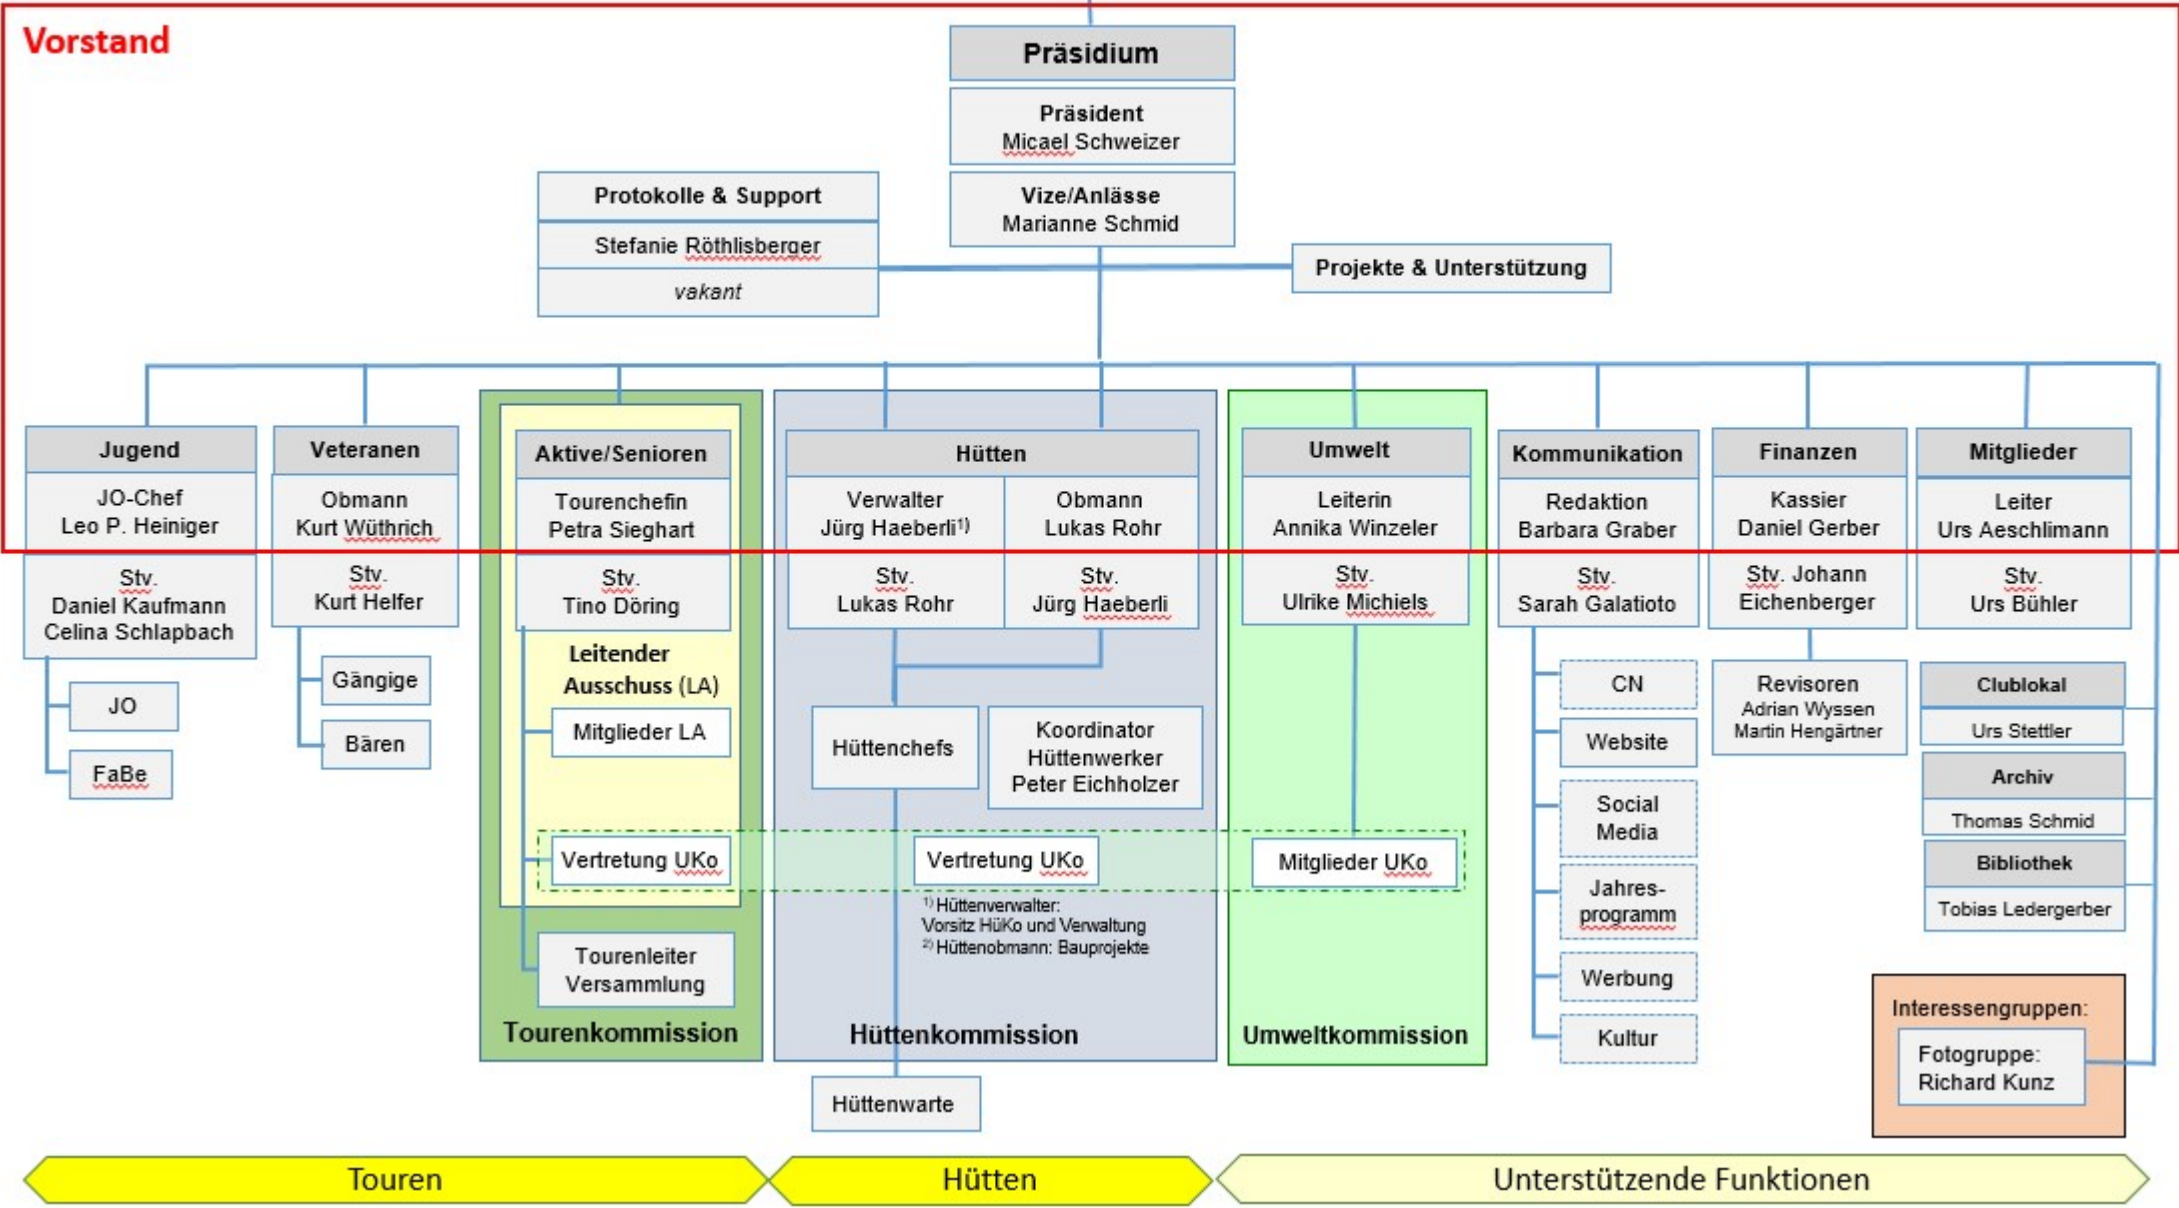 Vorstand
Präsidium
Präsident
Micael Schweizer
Vize/Anlässe
Marianne Schmid
Protokolle & Support
Stefanie Röthlisberger
vakant
Projekte & Unterstützung
Jugend
JO-Chef
Leo P. Heiniger
Stv.
Daniel Kaufmann
Celina Schlapbach
JO
FaBe
Veteranen
Obmann
Kurt Wüthrich
Stv.
Kurt Helfer
Gängige
Bären
Aktive/Senioren
Tourenchefin
Petra Sieghart
Stv.
Tino Döring
Leitender
Ausschuss (LA)
Mitglieder LA
Vertretung UKo
Tourenleiter
Versammlung
Tourenkommission
Hütten
Verwalter
Jürg Haeberli¹⁾
Stv.
Lukas Rohr
Obmann
Lukas Rohr
Stv.
Jürg Haeberli
Hüttenchefs
Koordinator
Hüttenwerker
Peter Eichholzer
Vertretung UKo
¹⁾ Hüttenverwalter:
Vorsitz HüKo und Verwaltung
²⁾ Hüttenobmann: Bauprojekte
Hüttenkommission
Hüttenwarte
Umwelt
Leiterin
Annika Winzeler
Stv.
Ulrike Michiels
Mitglieder UKo
Umweltkommission
Kommunikation
Redaktion
Barbara Graber
Stv.
Sarah Galatioto
CN
Website
Social
Media
Jahres-
programm
Werbung
Kultur
Finanzen
Kassier
Daniel Gerber
Stv. Johann
Eichenberger
Revisoren
Adrian Wyssen
Martin Hengärtner
Mitglieder
Leiter
Urs Aeschlimann
Stv.
Urs Bühler
Clublokal
Urs Stettler
Archiv
Thomas Schmid
Bibliothek
Tobias Ledergerber
Interessengruppen:
Fotogruppe:
Richard Kunz
Touren
Hütten
Unterstützende Funktionen